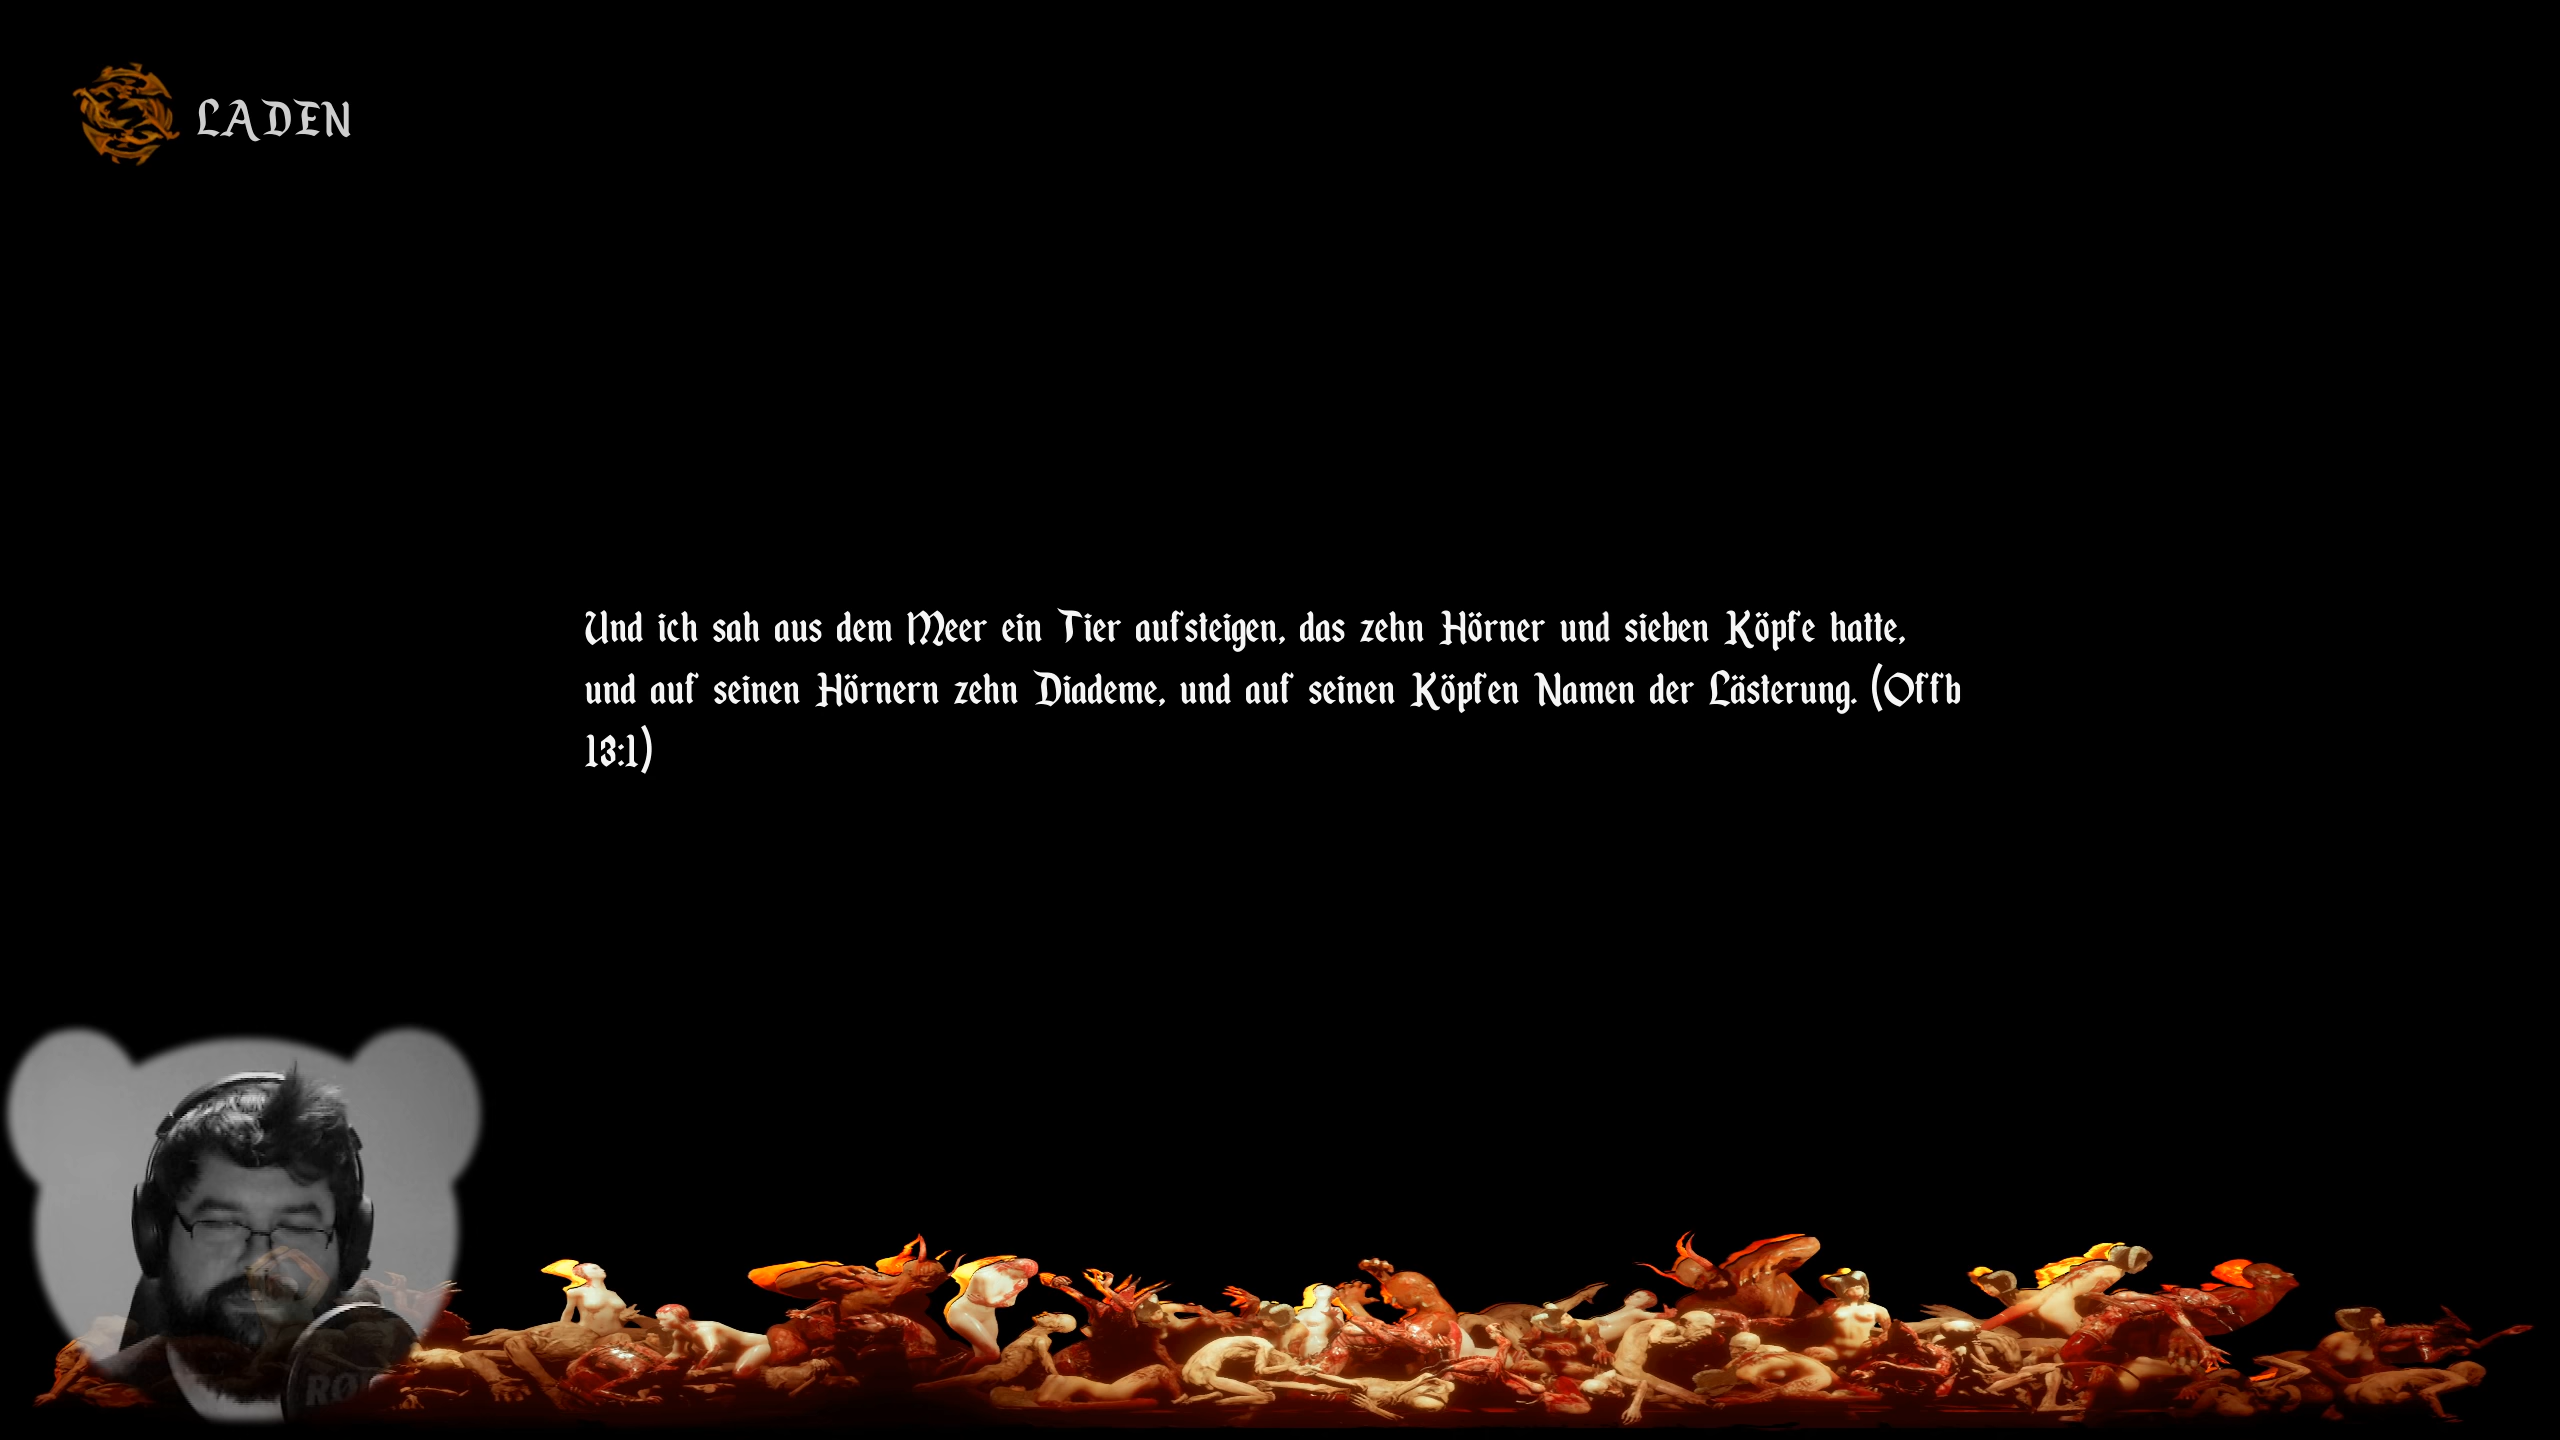 LADEN
Und ich sah aus dem Meer ein Tier aufsteigen, das zehn Hörner und sieben Köpfe hatte,
und auf seinen Hörnern zehn Diademe, und auf seinen Köpfen Namen der Lästerung. (Offb
13:1)